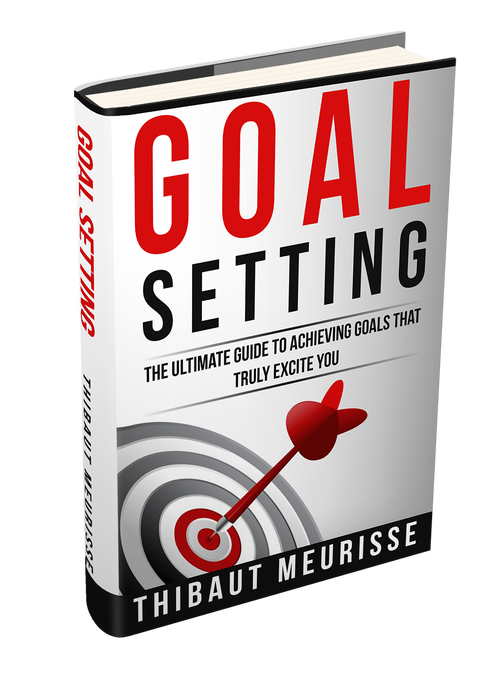 GOAL
SETTING
THE ULTIMATE GUIDE TO ACHIEVING GOALS THAT
TRULY EXCITE YOU
THIBAUT MEURISSE
GOAL SETTING
THIBAUT MEURISSE